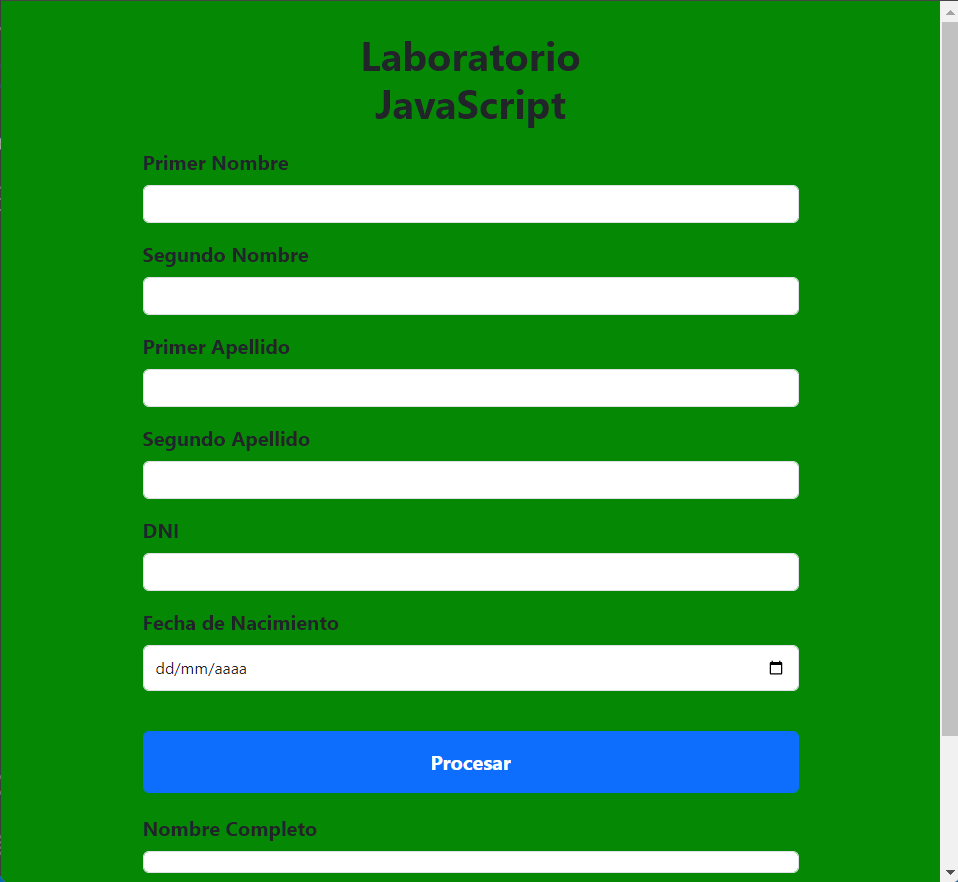 Laboratorio
JavaScript
Primer Nombre
Segundo Nombre
Primer Apellido
Segundo Apellido
DNI
Fecha de Nacimiento
dd/mm/aaaa
Procesar
Nombre Completo